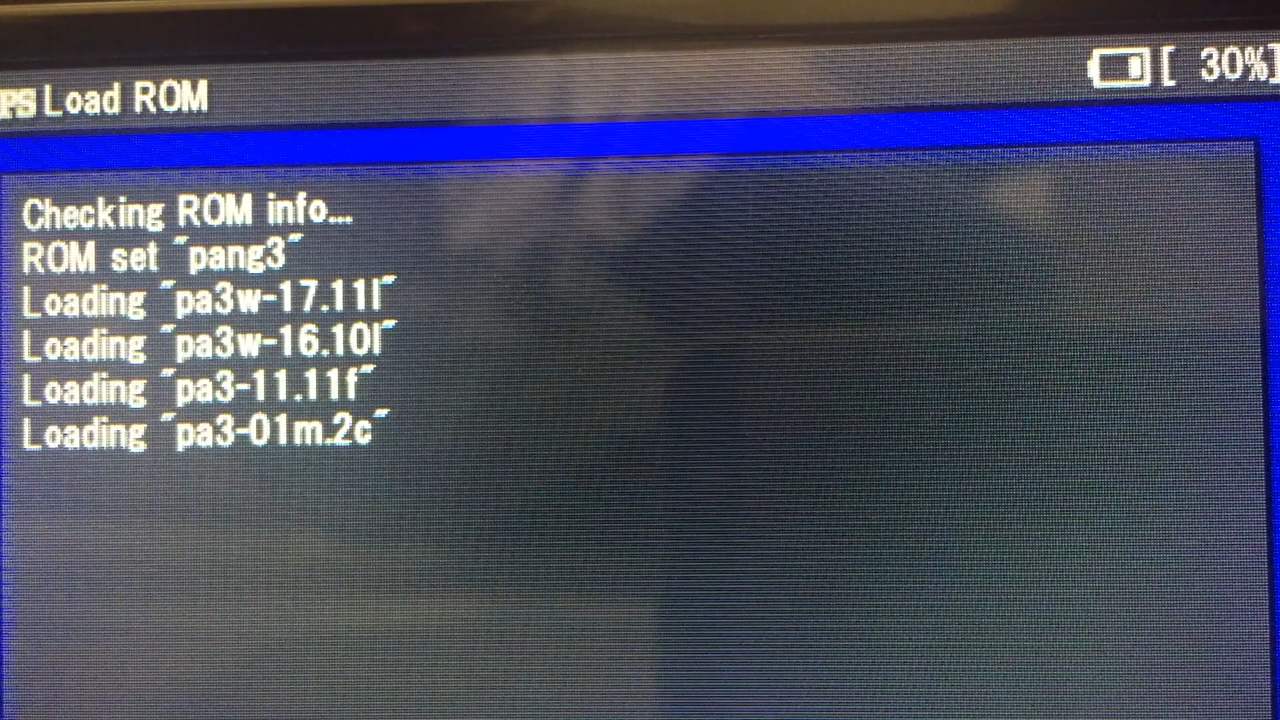 PS Load ROM
[ 30%]
Checking ROM info...
ROM set "pang3"
Loading "pa3w-17.11l"
Loading "pa3w-16.10l"
Loading "pa3-11.11f"
Loading "pa3-01m.2c"